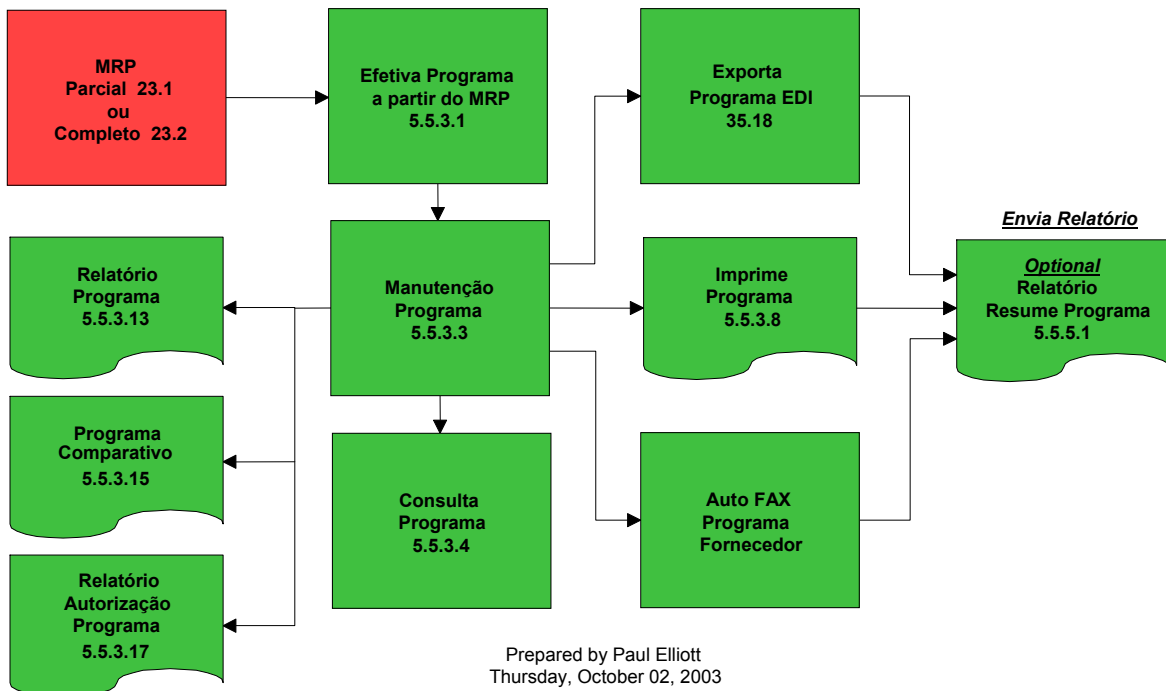 MRP
Parcial 23.1
ou
Completo 23.2
Efetiva Programa
a partir do MRP
5.5.3.1
Exporta
Programa EDI
35.18
Envia Relatório
Relatório
Programa
5.5.3.13
Manutenção
Programa
5.5.3.3
Imprime
Programa
5.5.3.8
Optional
Relatório
Resume Programa
5.5.5.1
Programa
Comparativo
5.5.3.15
Consulta
Programa
5.5.3.4
Auto FAX
Programa
Fornecedor
Relatório
Autorização
Programa
5.5.3.17
Prepared by Paul Elliott
Thursday, October 02, 2003